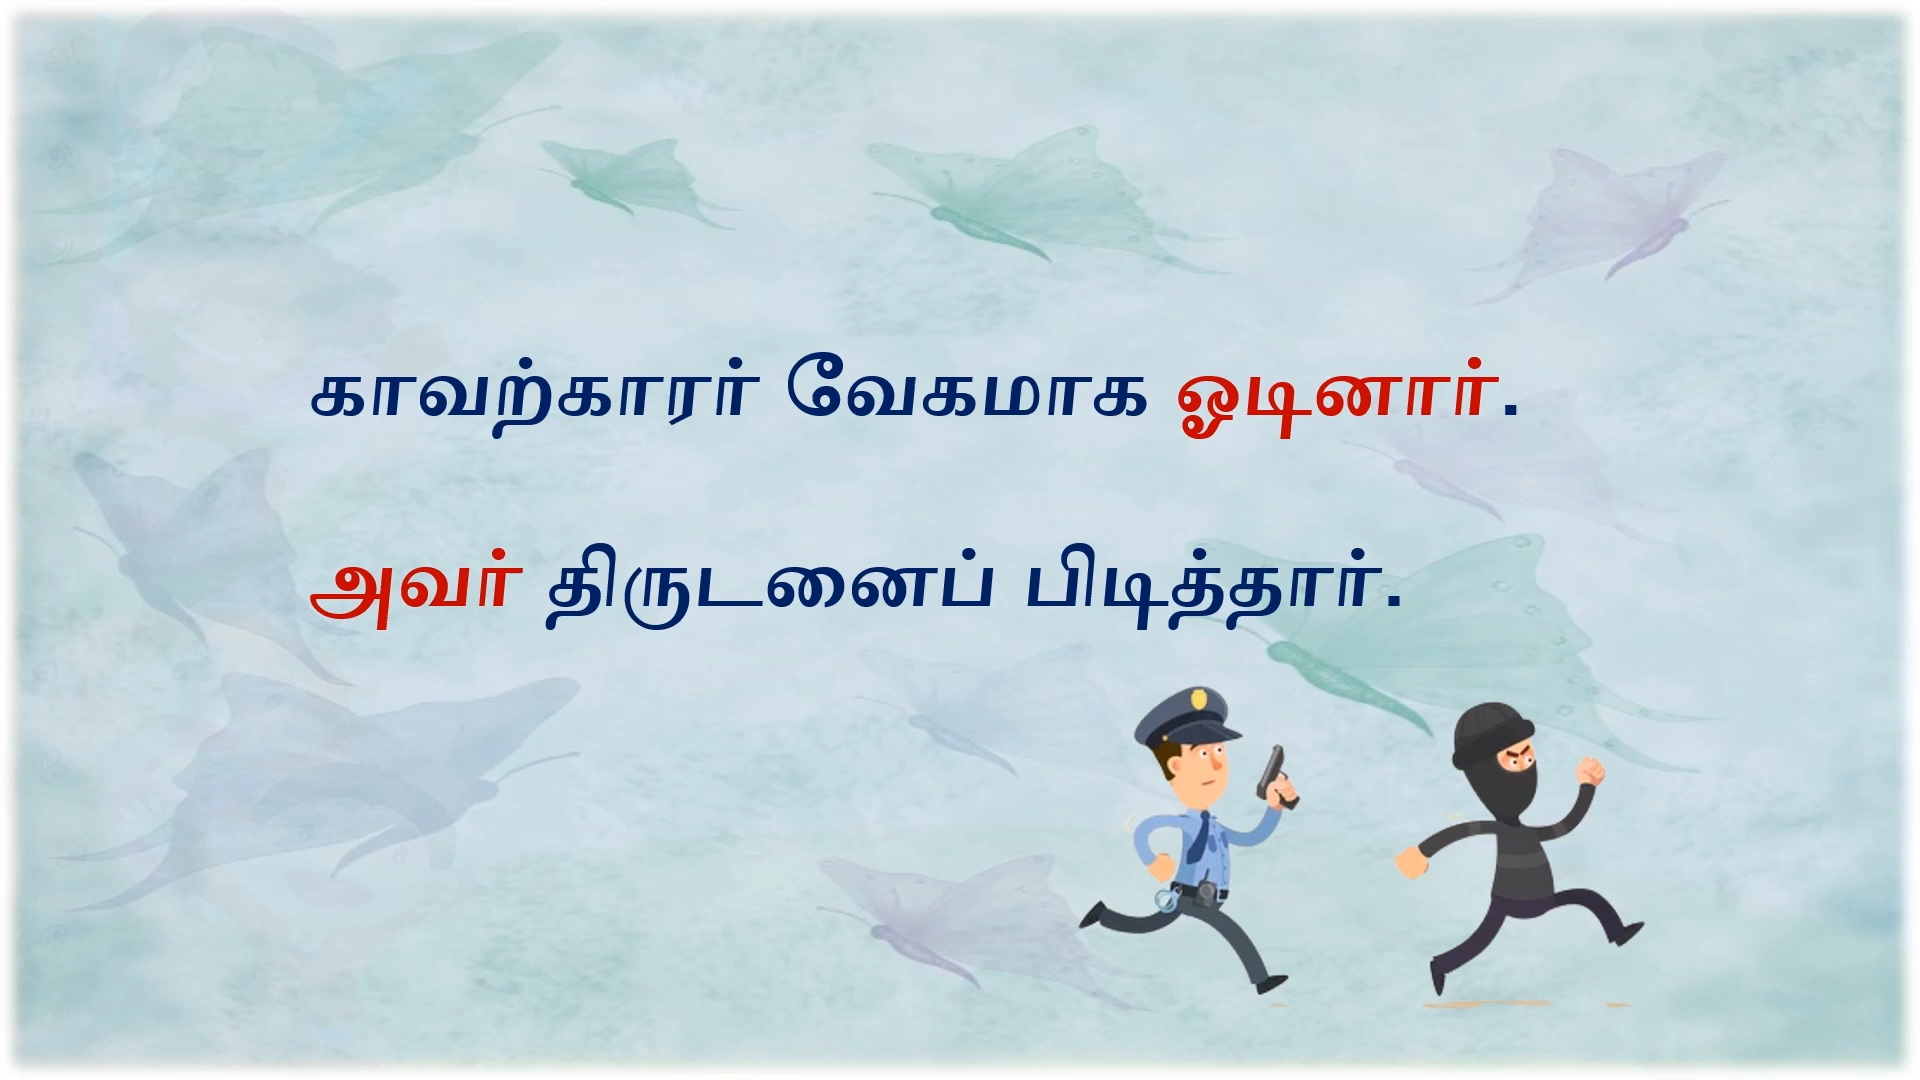 காவற்காரர் வேகமாக ஓடினார்.
அவர் திருடனைப் பிடித்தார்.